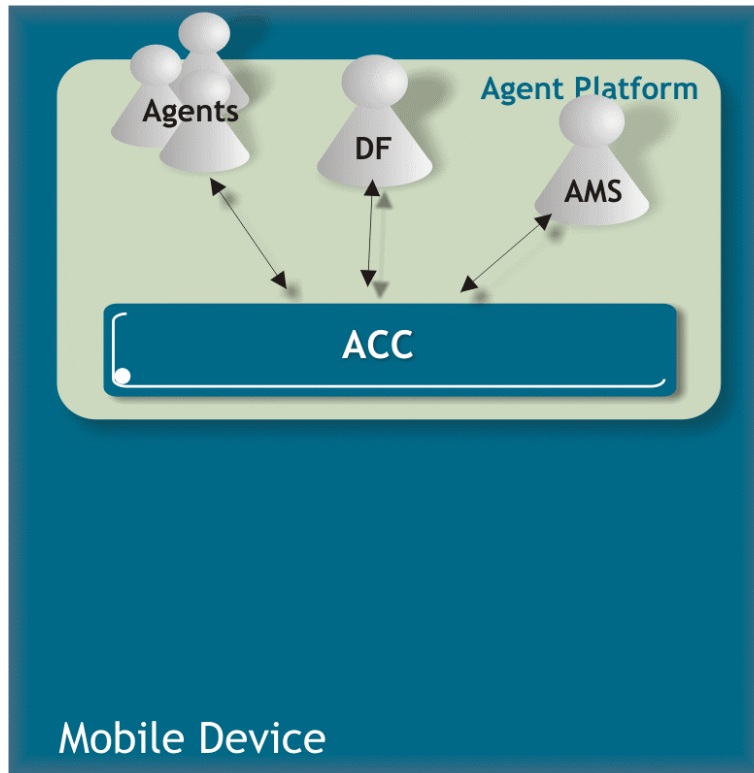 Agent Platform
Agents
DF
AMS
ACC
Mobile Device